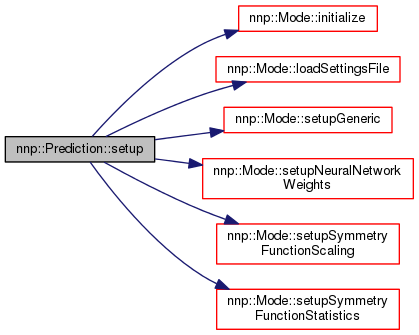 nnp::Mode::initialize
nnp::Mode::loadSettingsFile
nnp::Mode::setupGeneric
nnp::Prediction::setup
nnp::Mode::setupNeuralNetwork
Weights
nnp::Mode::setupSymmetry
FunctionScaling
nnp::Mode::setupSymmetry
FunctionStatistics